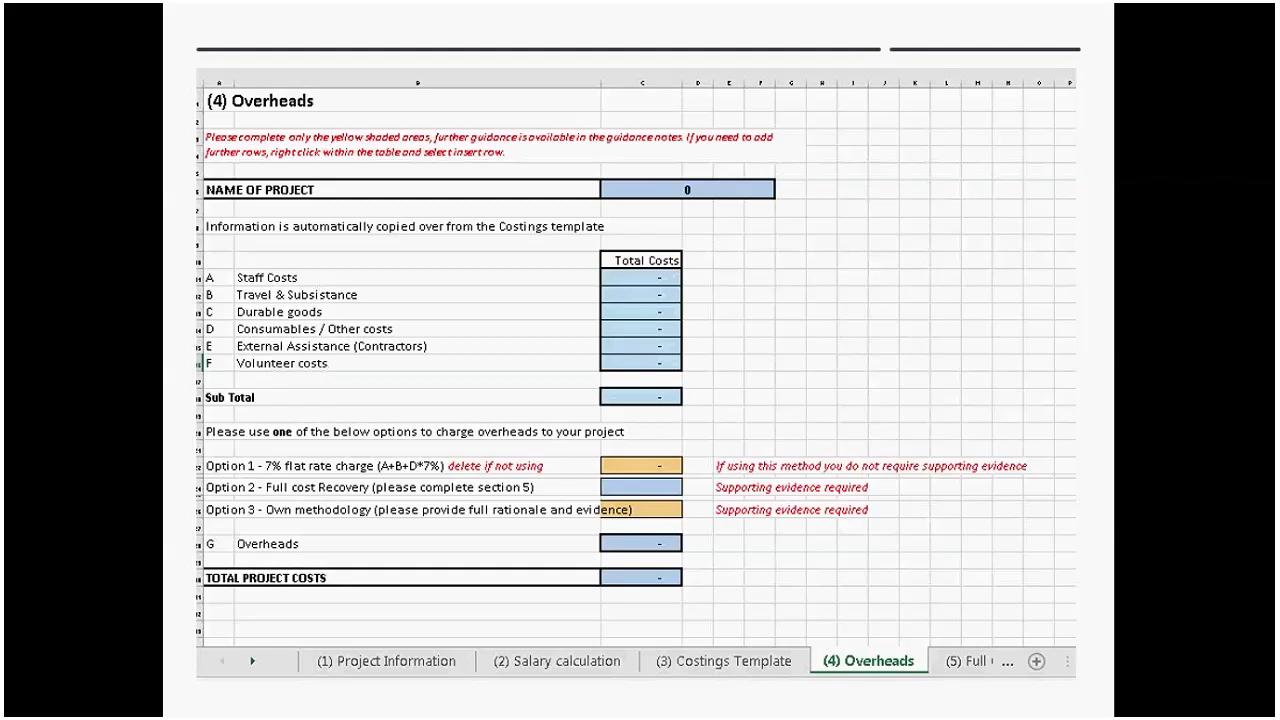 A B C D E F G H I J K L M N O P
(4) Overheads
Please complete only the yellow shaded areas, further guidance is available in the guidance notes. If you need to add
further rows, right click within the table and select insert row.
NAME OF PROJECT 0
Information is automatically copied over from the Costings template
Total Costs
A Staff Costs -
B Travel & Subsistance -
C Durable goods -
D Consumables / Other costs -
E External Assistance (Contractors) -
F Volunteer costs -
Sub Total -
Please use one of the below options to charge overheads to your project
Option 1 - 7% flat rate charge (A+B+D*7%) delete if not using - If using this method you do not require supporting evidence
Option 2 - Full cost Recovery (please complete section 5) Supporting evidence required
Option 3 - Own methodology (please provide full rationale and evidence) Supporting evidence required
G Overheads -
TOTAL PROJECT COSTS -
(1) Project Information (2) Salary calculation (3) Costings Template (4) Overheads (5) Full ...